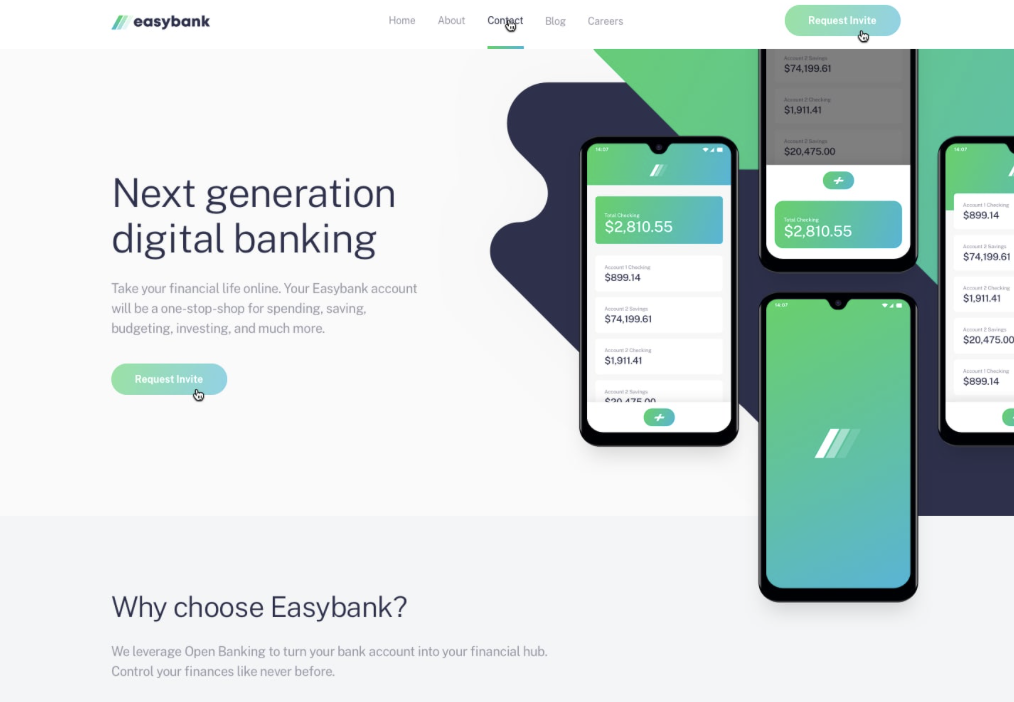 easybank
Home
About
Contact
Blog
Careers
Request Invite
Next generation
digital banking
Take your financial life online. Your Easybank account
will be a one-stop-shop for spending, saving,
budgeting, investing, and much more.
Request Invite
14:07
Total Checking
$2,810.55
Account 1 Checking
$899.14
Account 2 Savings
$74,199.61
Account 2 Checking
$1,911.41
Account 2 Savings
$20,475.00
Account 2 Savings
$74,199.61
Account 2 Checking
$1,911.41
Account 2 Savings
$20,475.00
Total Checking
$2,810.55
14:07
14:07
Account 1 Checking
$899.14
Account 2 Savings
$74,199.61
Account 2 Checking
$1,911.41
Account 2 Savings
$20,475.00
Account 1 Checking
$899.14
Why choose Easybank?
We leverage Open Banking to turn your bank account into your financial hub.
Control your finances like never before.